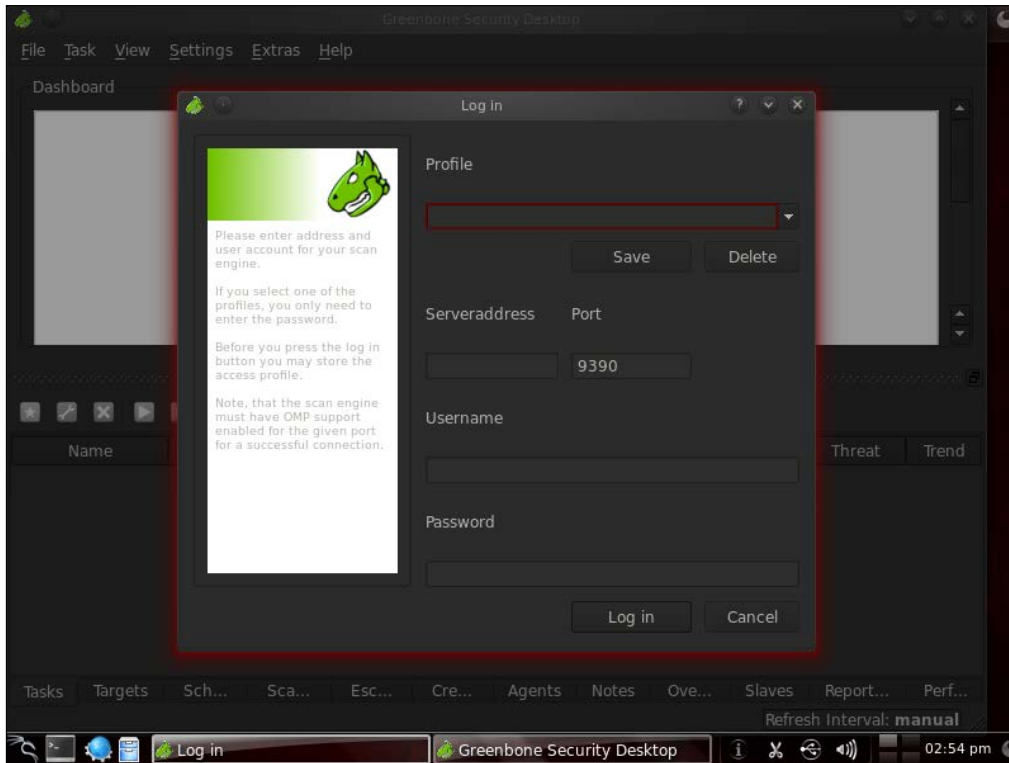 Greenbone Security Desktop
File Task View Settings Extras Help
Dashboard
Log in
Profile
Please enter address and
user account for your scan
engine.
If you select one of the
profiles, you only need to
enter the password.
Before you press the log in
button you may store the
access profile.
Note, that the scan engine
must have OMP support
enabled for the given port
for a successful connection.
Save Delete
Serveraddress Port
9390
Username
Password
Log in Cancel
Name Threat Trend
Tasks Targets Sch... Sca... Esc... Cre... Agents Notes Ove... Slaves Report... Perf...
Refresh Interval: manual
Log in Greenbone Security Desktop 02:54 pm